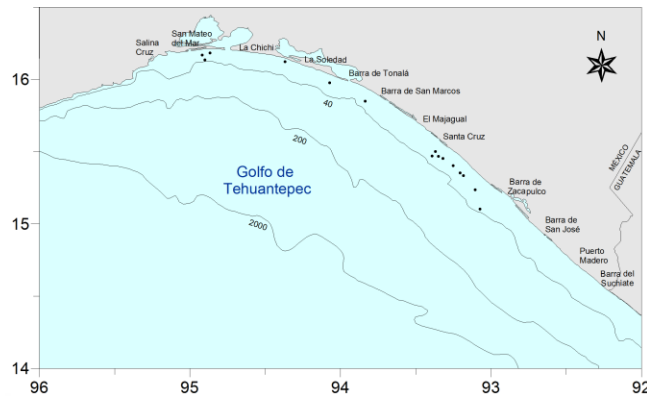 N
San Mateo
del Mar
Salina
Cruz
La Chichi
La Soledad
Barra de Tonalá
Barra de San Marcos
El Majagual
Santa Cruz
Barra de
Zacapulco
Barra de
San José
Puerto
Madero
Barra del
Suchiate
MÉXICO
GUATEMALA
40
200
2000
Golfo de
Tehuantepec
16
15
14
96
95
94
93
92